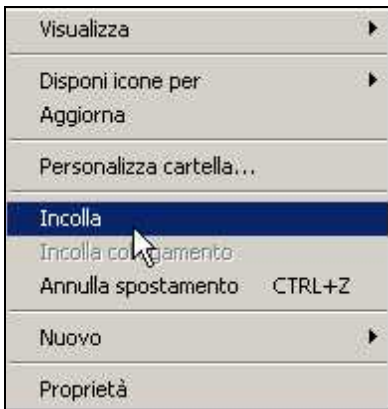 Visualizza
Disponi icone per
Aggiorna
Personalizza cartella...
Incolla
Incolla collegamento
Annulla spostamento CTRL+Z
Nuovo
Proprietà